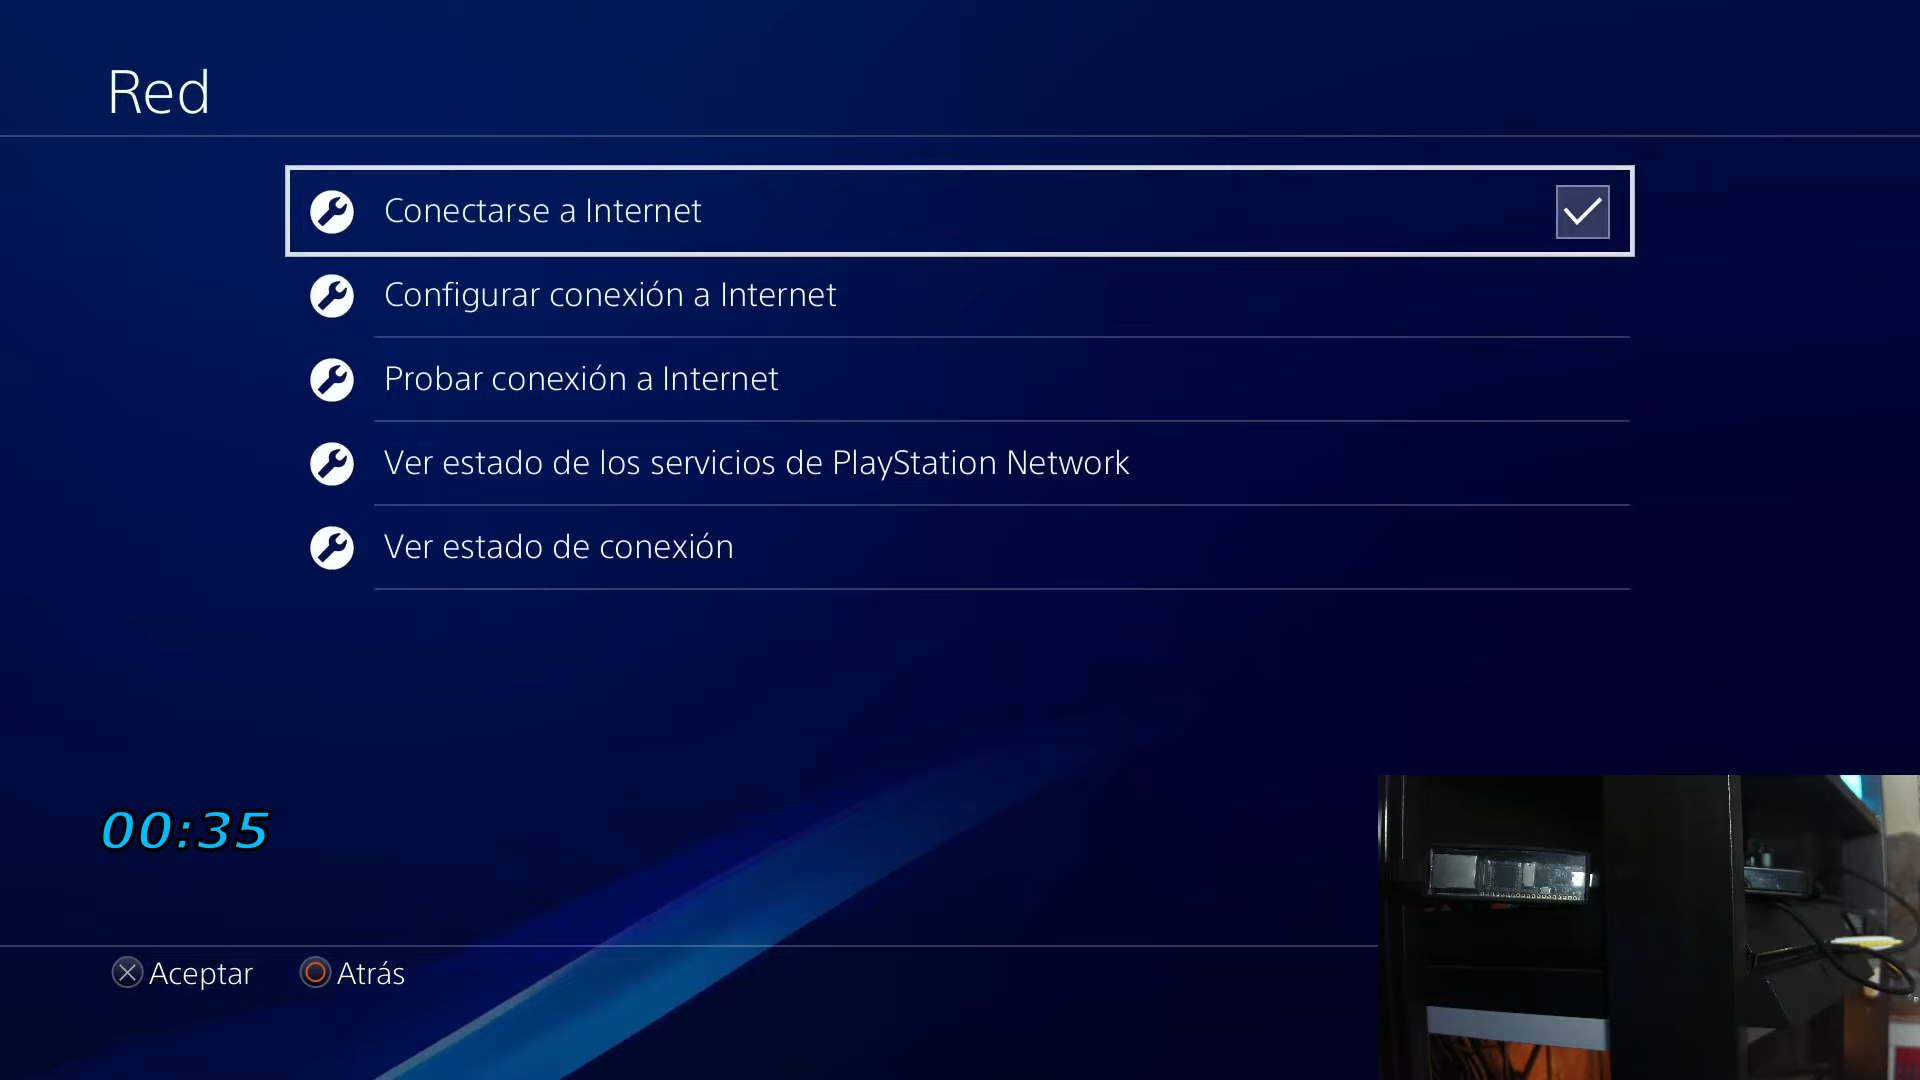 Red
Conectarse a Internet
Configurar conexión a Internet
Probar conexión a Internet
Ver estado de los servicios de PlayStation Network
Ver estado de conexión
00:35
Aceptar
Atrás